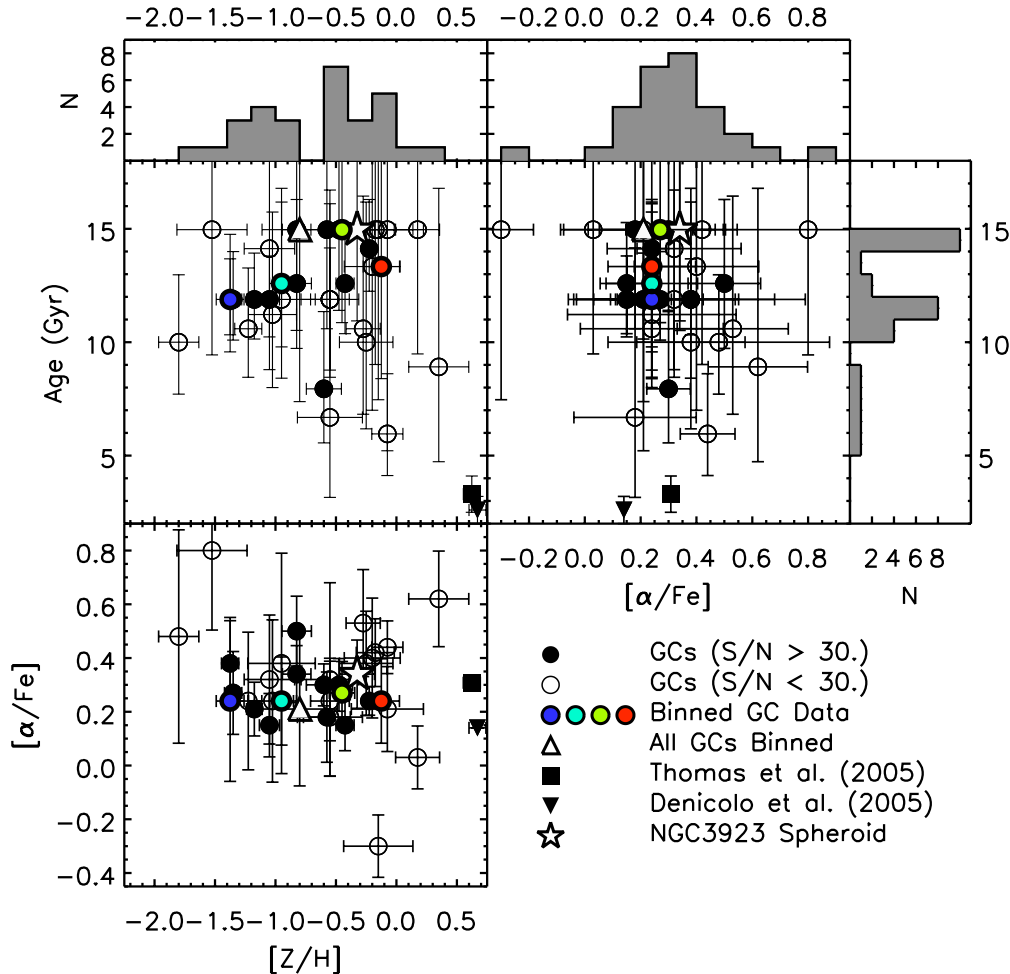 -2.0 -1.5 -1.0 -0.5 0.0 0.5 -0.2 0.0 0.2 0.4 0.6 0.8
8
6
4
2
N
15
10
5
Age (Gyr)
15
10
5
-0.2 0.0 0.2 0.4 0.6 0.8
[α/Fe]
2 4 6 8
N
0.8
0.6
0.4
0.2
0.0
-0.2
-0.4
[α/Fe]
-2.0 -1.5 -1.0 -0.5 0.0 0.5
[Z/H]
GCs (S/N > 30.)
GCs (S/N < 30.)
Binned GC Data
All GCs Binned
Thomas et al. (2005)
Denicolo et al. (2005)
NGC3923 Spheroid